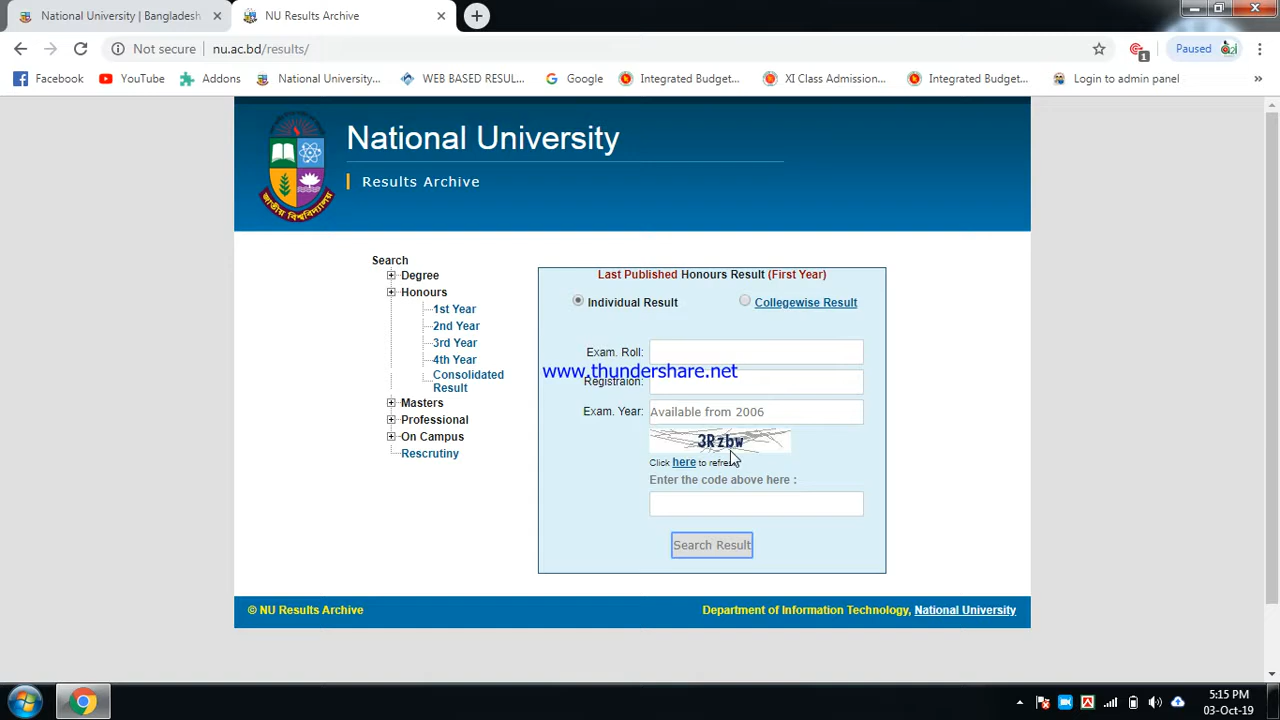 National University | Bangladesh
NU Results Archive
Not secure
nu.ac.bd/results/
Paused
1
Facebook
YouTube
Addons
National University...
WEB BASED RESUL...
Google
Integrated Budget...
XI Class Admission...
Integrated Budget...
Login to admin panel
National University
Results Archive
জাতীয় বিশ্ববিদ্যালয়
Search
Degree
Honours
1st Year
2nd Year
3rd Year
4th Year
Consolidated
Result
Masters
Professional
On Campus
Rescrutiny
Last Published Honours Result (First Year)
Individual Result
Collegewise Result
Exam. Roll:
www.thundershare.net
Registraion:
Exam. Year:
Available from 2006
3Rzbw
Click here to refresh
Enter the code above here :
Search Result
© NU Results Archive
Department of Information Technology, National University
5:15 PM
03-Oct-19